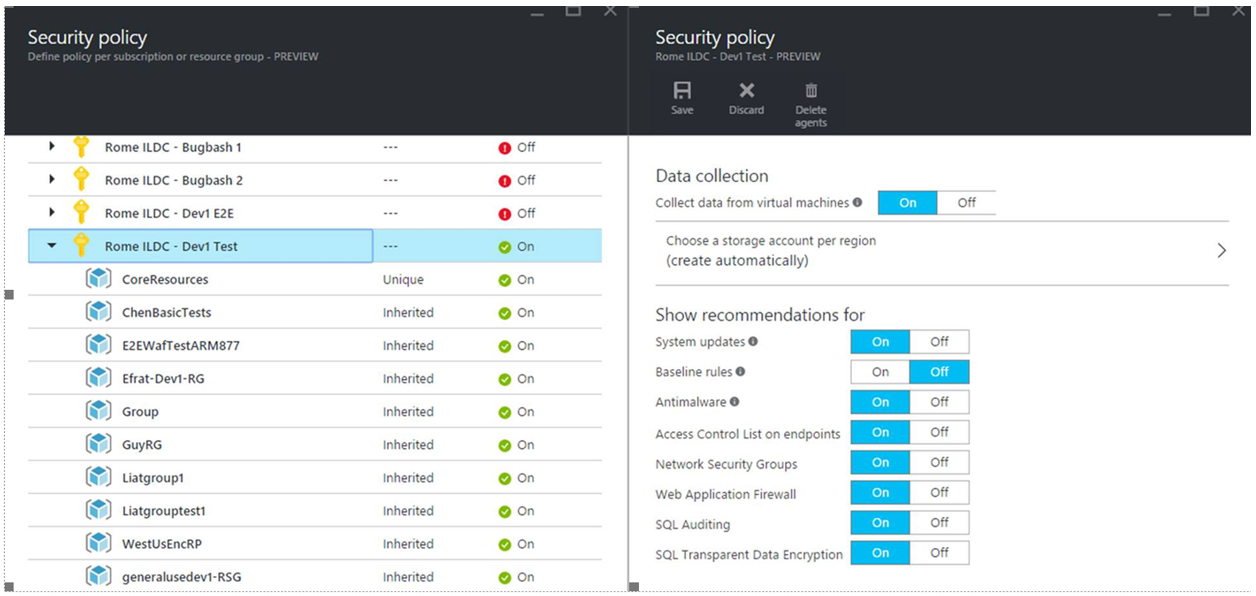 Security policy
Define policy per subscription or resource group - PREVIEW
Rome ILDC - Bugbash 1 --- Off
Rome ILDC - Bugbash 2 --- Off
Rome ILDC - Dev1 E2E --- Off
Rome ILDC - Dev1 Test --- On
CoreResources Unique On
ChenBasicTests Inherited On
E2EWafTestARM877 Inherited On
Efrat-Dev1-RG Inherited On
Group Inherited On
GuyRG Inherited On
Liatgroup1 Inherited On
Liatgrouptest1 Inherited On
WestUsEncRP Inherited On
generalusedev1-RSG Inherited On
Security policy
Rome ILDC - Dev1 Test - PREVIEW
Save Discard Delete
agents
Data collection
Collect data from virtual machines On Off
Choose a storage account per region
(create automatically)
Show recommendations for
System updates On Off
Baseline rules On Off
Antimalware On Off
Access Control List on endpoints On Off
Network Security Groups On Off
Web Application Firewall On Off
SQL Auditing On Off
SQL Transparent Data Encryption On Off